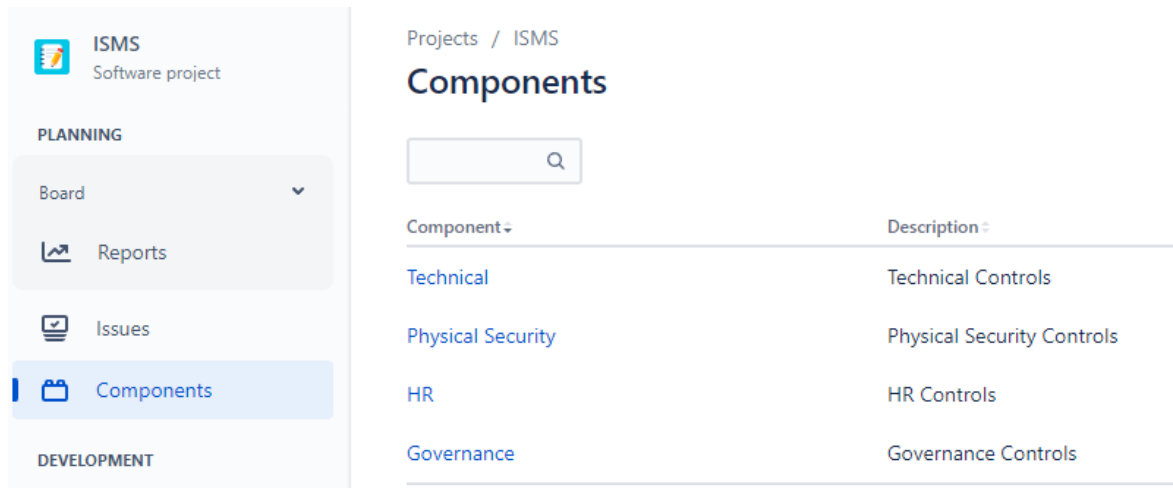 ISMS
Software project
PLANNING
Board
Reports
Issues
Components
DEVELOPMENT
Projects / ISMS
Components
Component Description
Technical Technical Controls
Physical Security Physical Security Controls
HR HR Controls
Governance Governance Controls